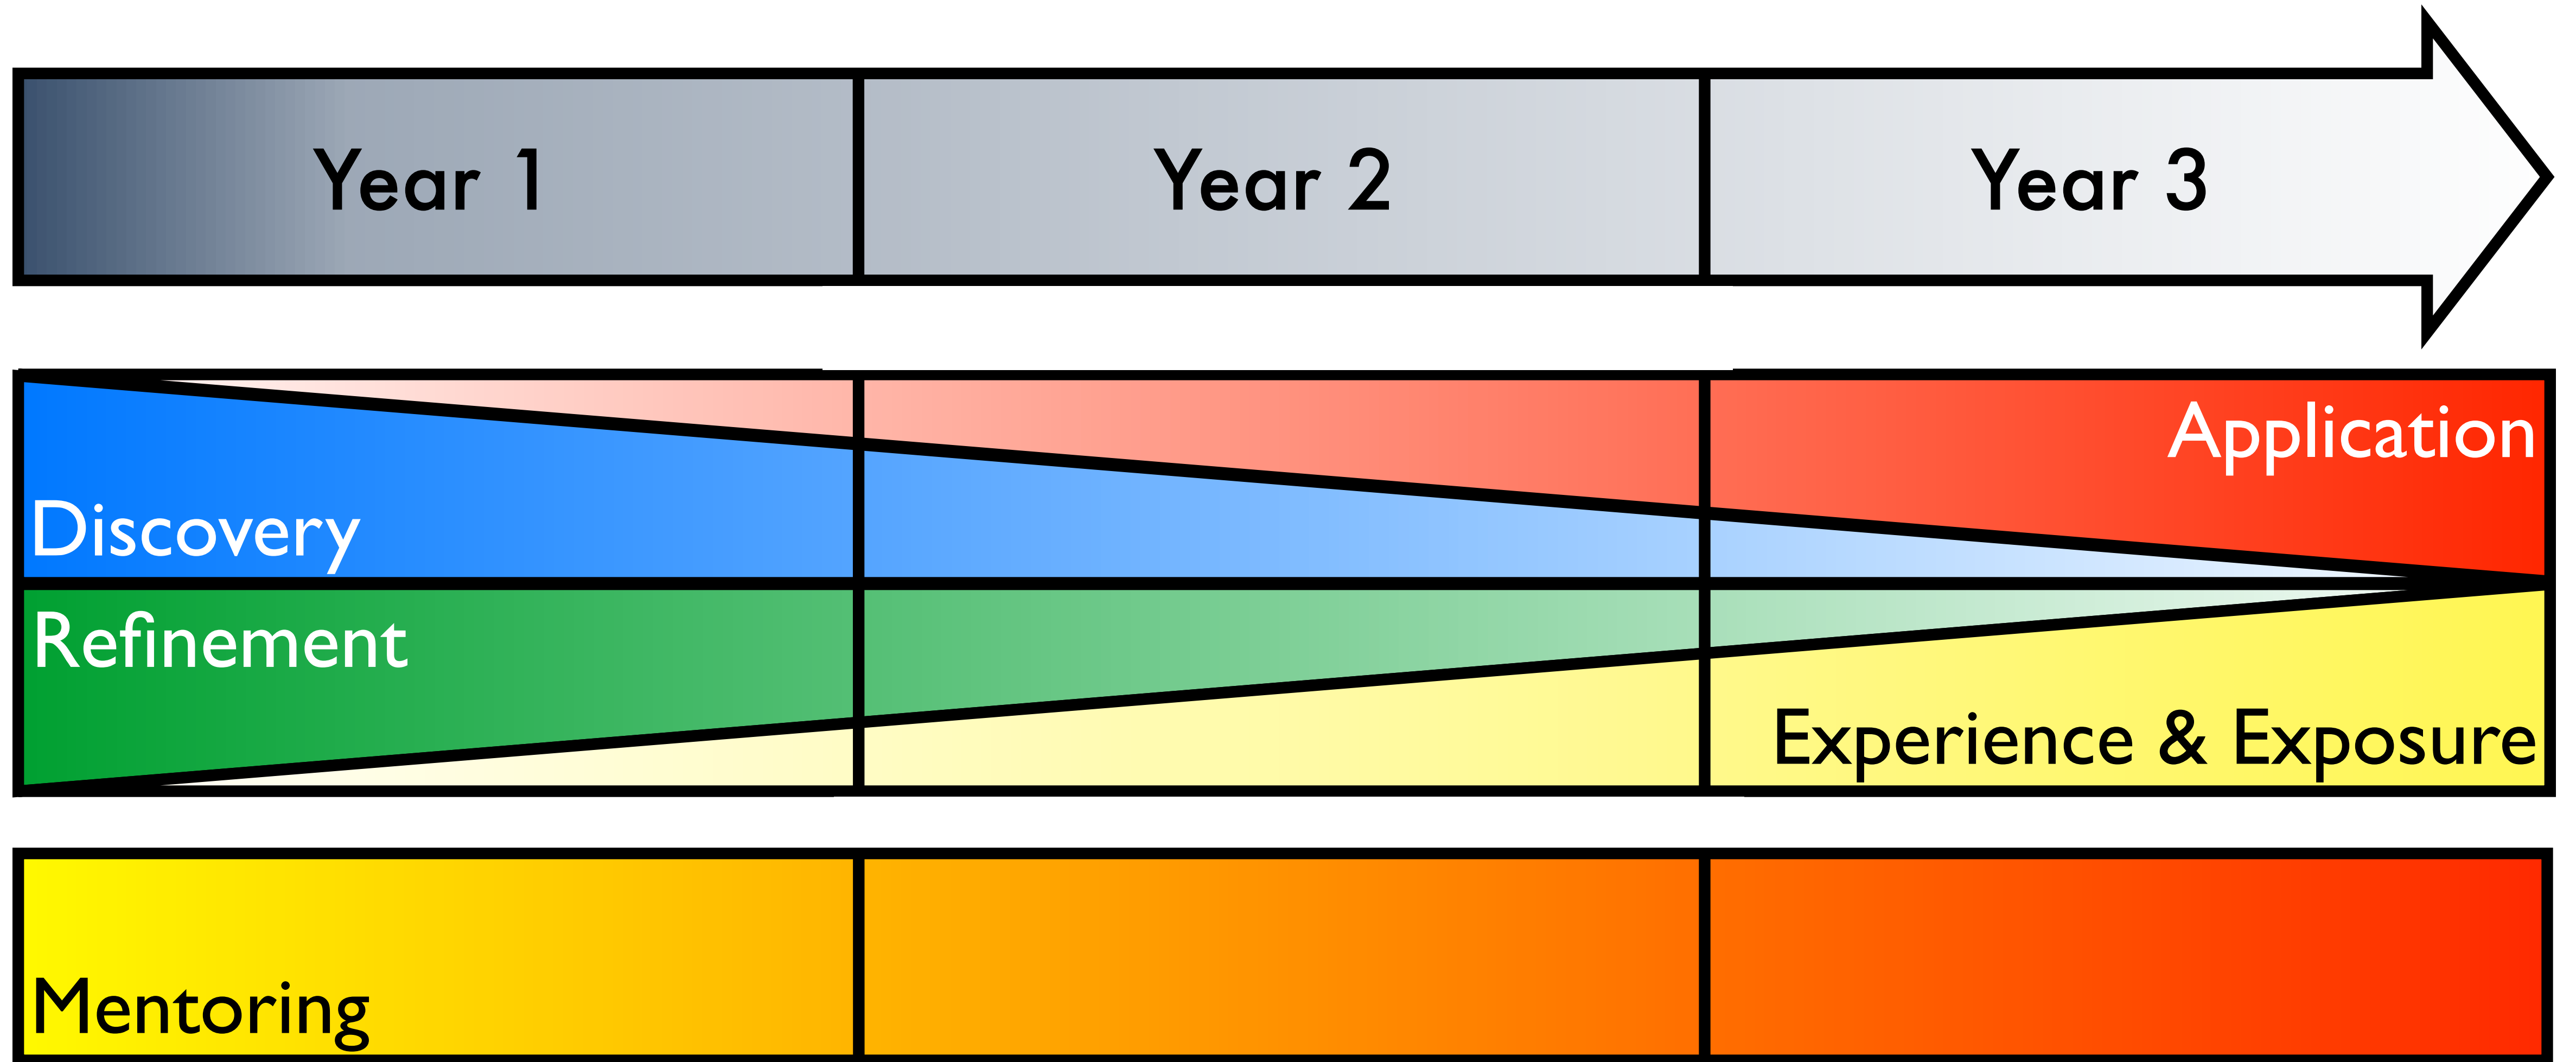 Year 1
Year 2
Year 3
Application
Discovery
Refinement
Experience & Exposure
Mentoring